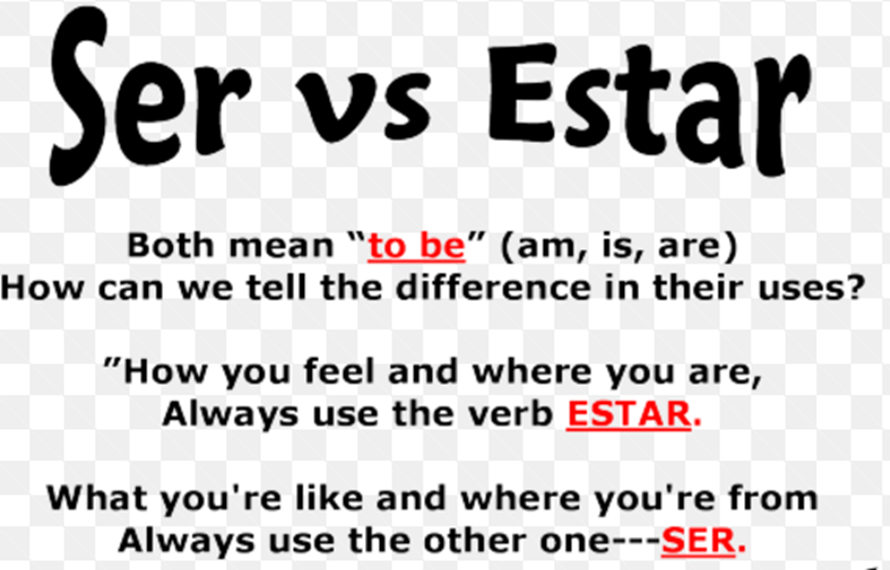 Ser vs Estar
Both mean “to be” (am, is, are)
How can we tell the difference in their uses?
”How you feel and where you are,
Always use the verb ESTAR.
What you're like and where you're from
Always use the other one---SER.